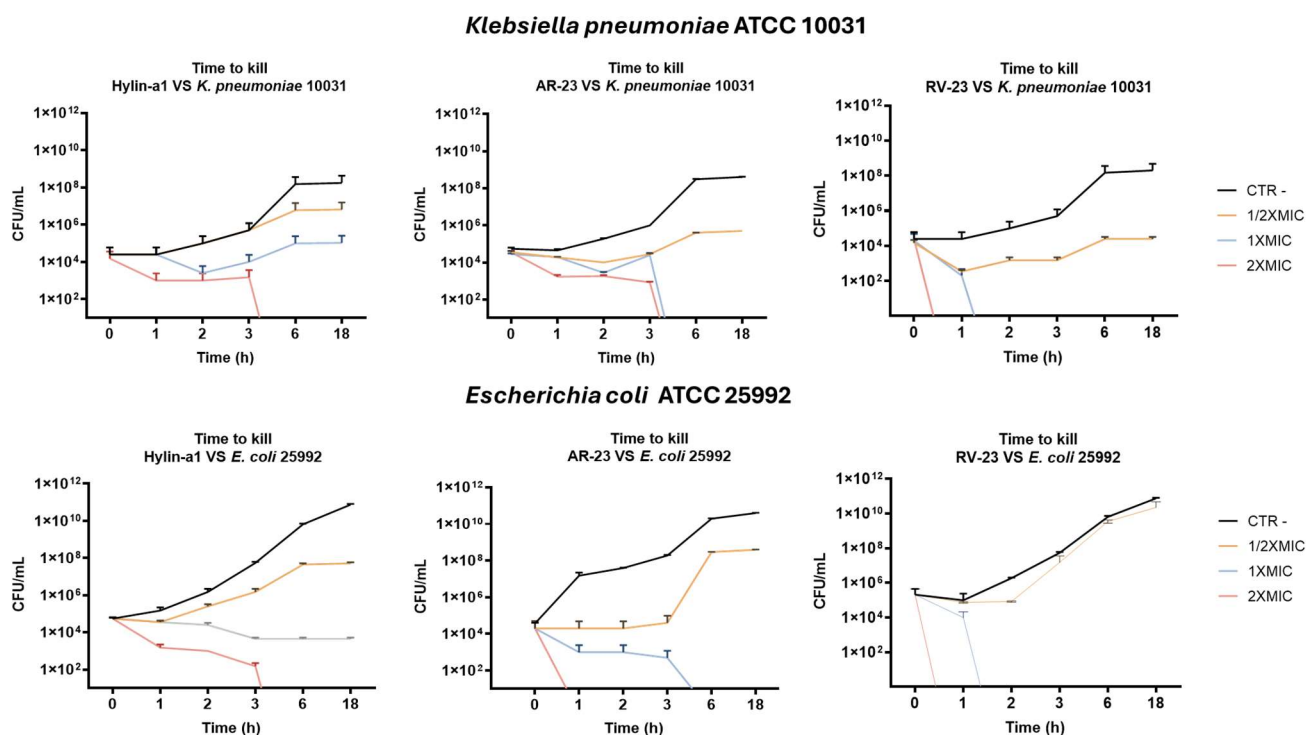 Klebsiella pneumoniae ATCC 10031
Time to kill
Hylin-a1 VS K. pneumoniae 10031
CFU/mL
1×10¹²
1×10¹⁰
1×10⁸
1×10⁶
1×10⁴
1×10²
0 1 2 3 6 18
Time (h)
Time to kill
AR-23 VS K. pneumoniae 10031
CFU/mL
1×10¹²
1×10¹⁰
1×10⁸
1×10⁶
1×10⁴
1×10²
0 1 2 3 6 18
Time (h)
Time to kill
RV-23 VS K. pneumoniae 10031
CFU/mL
1×10¹²
1×10¹⁰
1×10⁸
1×10⁶
1×10⁴
1×10²
0 1 2 3 6 18
Time (h)
CTR -
1/2XMIC
1XMIC
2XMIC
Escherichia coli ATCC 25992
Time to kill
Hylin-a1 VS E. coli 25992
CFU/mL
1×10¹²
1×10¹⁰
1×10⁸
1×10⁶
1×10⁴
1×10²
0 1 2 3 6 18
Time (h)
Time to kill
AR-23 VS E. coli 25992
CFU/mL
1×10¹²
1×10¹⁰
1×10⁸
1×10⁶
1×10⁴
1×10²
0 1 2 3 6 18
Time (h)
Time to kill
RV-23 VS E. coli 25992
CFU/mL
1×10¹²
1×10¹⁰
1×10⁸
1×10⁶
1×10⁴
1×10²
0 1 2 3 6 18
Time (h)
CTR -
1/2XMIC
1XMIC
2XMIC